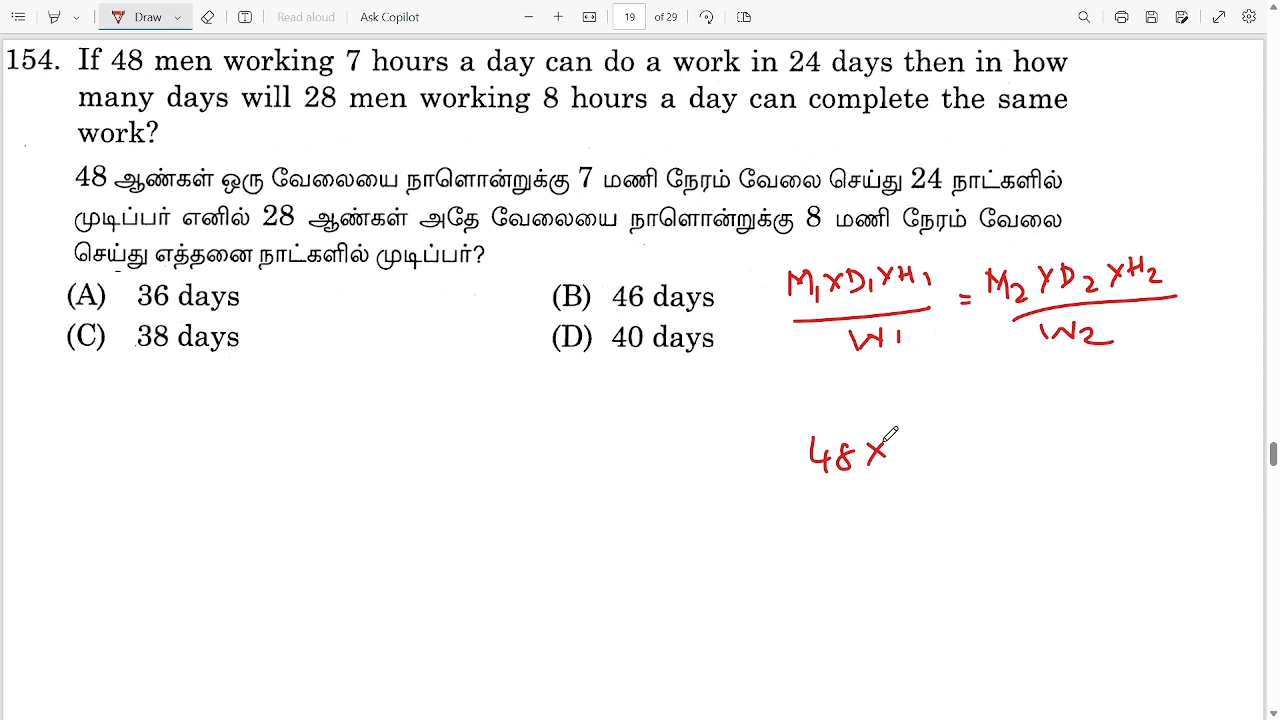 Draw Read aloud Ask Copilot 19 of 29
154. If 48 men working 7 hours a day can do a work in 24 days then in how
many days will 28 men working 8 hours a day can complete the same
work?
48 ஆண்கள் ஒரு வேலையை நாளொன்றுக்கு 7 மணி நேரம் வேலை செய்து 24 நாட்களில்
முடிப்பர் எனில் 28 ஆண்கள் அதே வேலையை நாளொன்றுக்கு 8 மணி நேரம் வேலை
செய்து எத்தனை நாட்களில் முடிப்பர்?
(A) 36 days (B) 46 days
(C) 38 days (D) 40 days
M₁×D₁×H₁ = M₂×D₂×H₂
W1 W2
48×